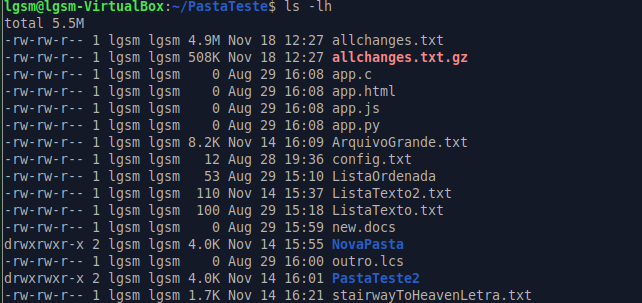 lgsm@lgsm-VirtualBox:~/PastaTeste$ ls -lh
total 5.5M
-rw-rw-r-- 1 lgsm lgsm 4.9M Nov 18 12:27 allchanges.txt
-rw-rw-r-- 1 lgsm lgsm 508K Nov 18 12:27 allchanges.txt.gz
-rw-rw-r-- 1 lgsm lgsm    0 Aug 29 16:08 app.c
-rw-rw-r-- 1 lgsm lgsm    0 Aug 29 16:08 app.html
-rw-rw-r-- 1 lgsm lgsm    0 Aug 29 16:08 app.js
-rw-rw-r-- 1 lgsm lgsm    0 Aug 29 16:08 app.py
-rw-rw-r-- 1 lgsm lgsm 8.2K Nov 14 16:09 ArquivoGrande.txt
-rw-rw-r-- 1 lgsm lgsm   12 Aug 28 19:36 config.txt
-rw-rw-r-- 1 lgsm lgsm   53 Aug 29 15:10 ListaOrdenada
-rw-rw-r-- 1 lgsm lgsm  110 Nov 14 15:37 ListaTexto2.txt
-rw-rw-r-- 1 lgsm lgsm  100 Aug 29 15:18 ListaTexto.txt
-rw-rw-r-- 1 lgsm lgsm    0 Aug 29 15:59 new.docs
drwxrwxr-x 2 lgsm lgsm 4.0K Nov 14 15:55 NovaPasta
-rw-rw-r-- 1 lgsm lgsm    0 Aug 29 16:00 outro.lcs
drwxrwxr-x 2 lgsm lgsm 4.0K Nov 14 16:01 PastaTeste2
-rw-rw-r-- 1 lgsm lgsm 1.7K Nov 14 16:21 stairwayToHeavenLetra.txt